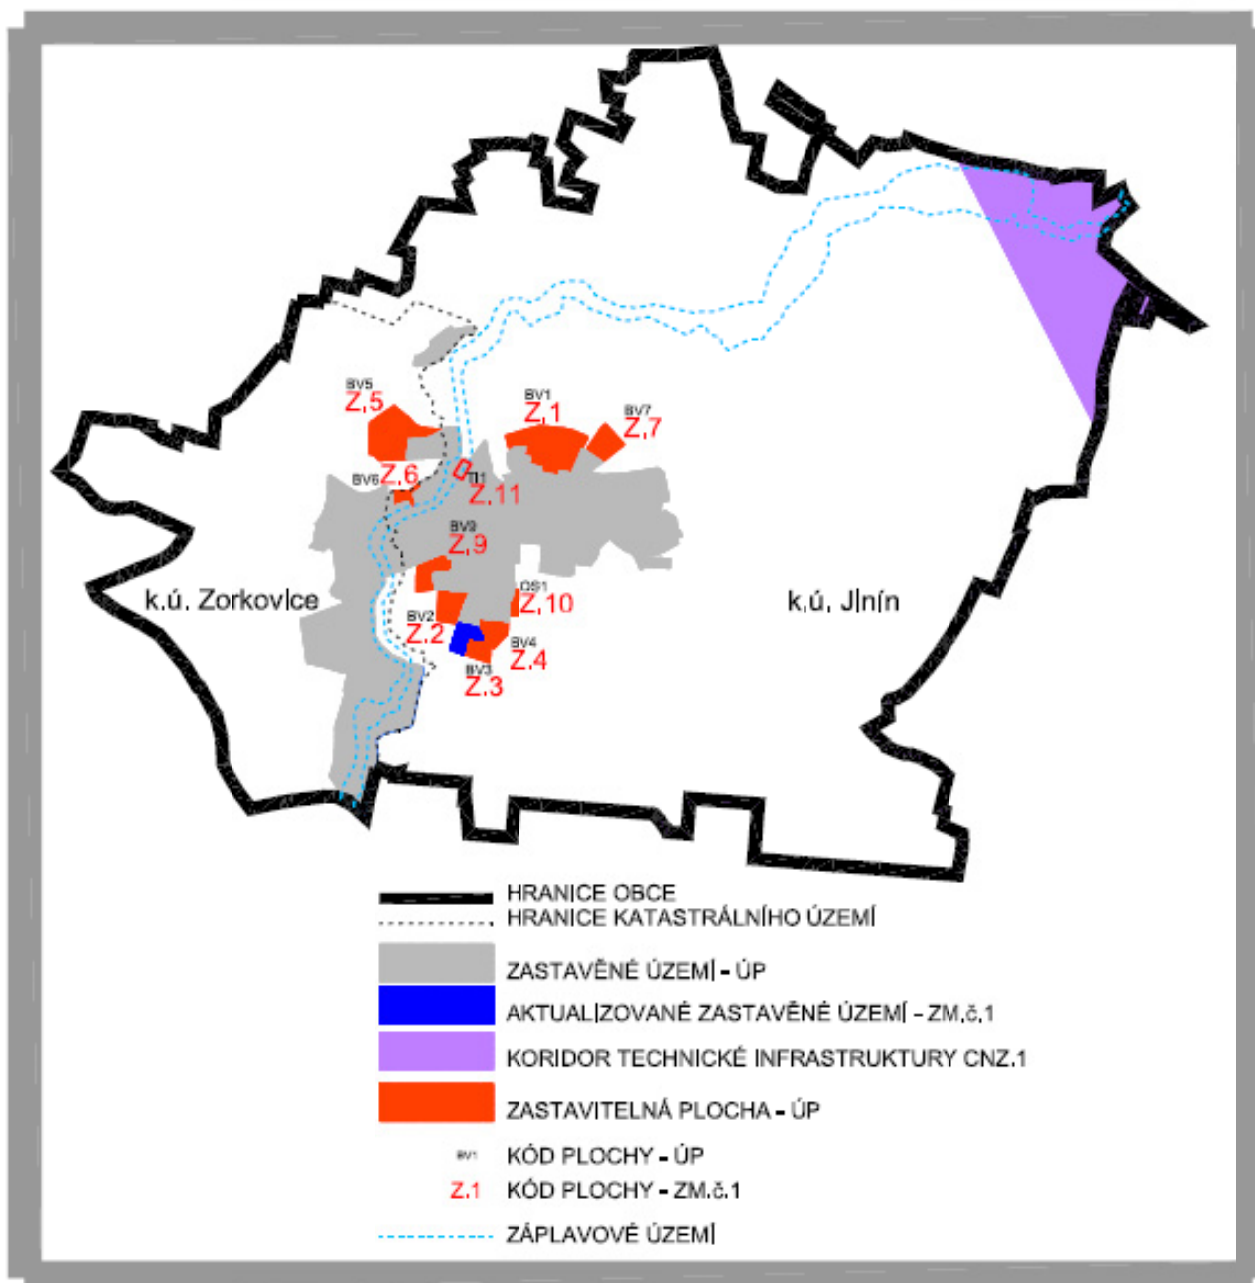 BV5
Z.5
BV1
Z.1
BV7
Z.7
BV6
Z.6
TI1
Z.11
BV9
Z.9
k.ú. Zorkovice
OS1
Z.10
k.ú. Jinín
BV2
Z.2
BV4
Z.4
BV3
Z.3
HRANICE OBCE
HRANICE KATASTRÁLNÍHO ÚZEMÍ
ZASTAVĚNÉ ÚZEMÍ - ÚP
AKTUALIZOVANÉ ZASTAVĚNÉ ÚZEMÍ - ZM.č.1
KORIDOR TECHNICKÉ INFRASTRUKTURY CNZ.1
ZASTAVITELNÁ PLOCHA - ÚP
BV1 KÓD PLOCHY - ÚP
Z.1 KÓD PLOCHY - ZM.č.1
ZÁPLAVOVÉ ÚZEMÍ